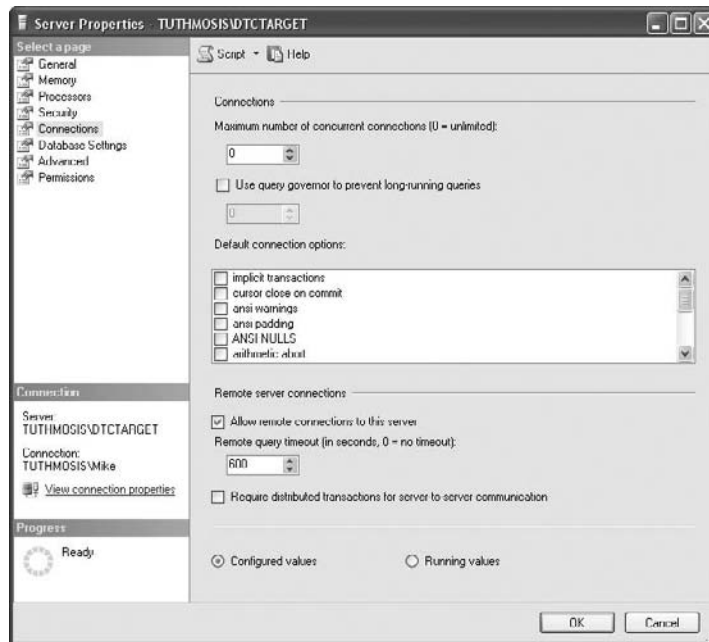 Server Properties - TUTHMOSIS\DTCTARGET
Select a page
General
Memory
Processors
Security
Connections
Database Settings
Advanced
Permissions
Script
Help
Connections
Maximum number of concurrent connections (0 = unlimited):
0
Use query governor to prevent long-running queries
0
Default connection options:
implicit transactions
cursor close on commit
ansi warnings
ansi padding
ANSI NULLS
arithmetic abort
Connection
Server:
TUTHMOSIS\DTCTARGET
Connection:
TUTHMOSIS\Mike
View connection properties
Progress
Ready
Remote server connections
Allow remote connections to this server
Remote query timeout (in seconds, 0 = no timeout):
600
Require distributed transactions for server to server communication
Configured values
Running values
OK
Cancel